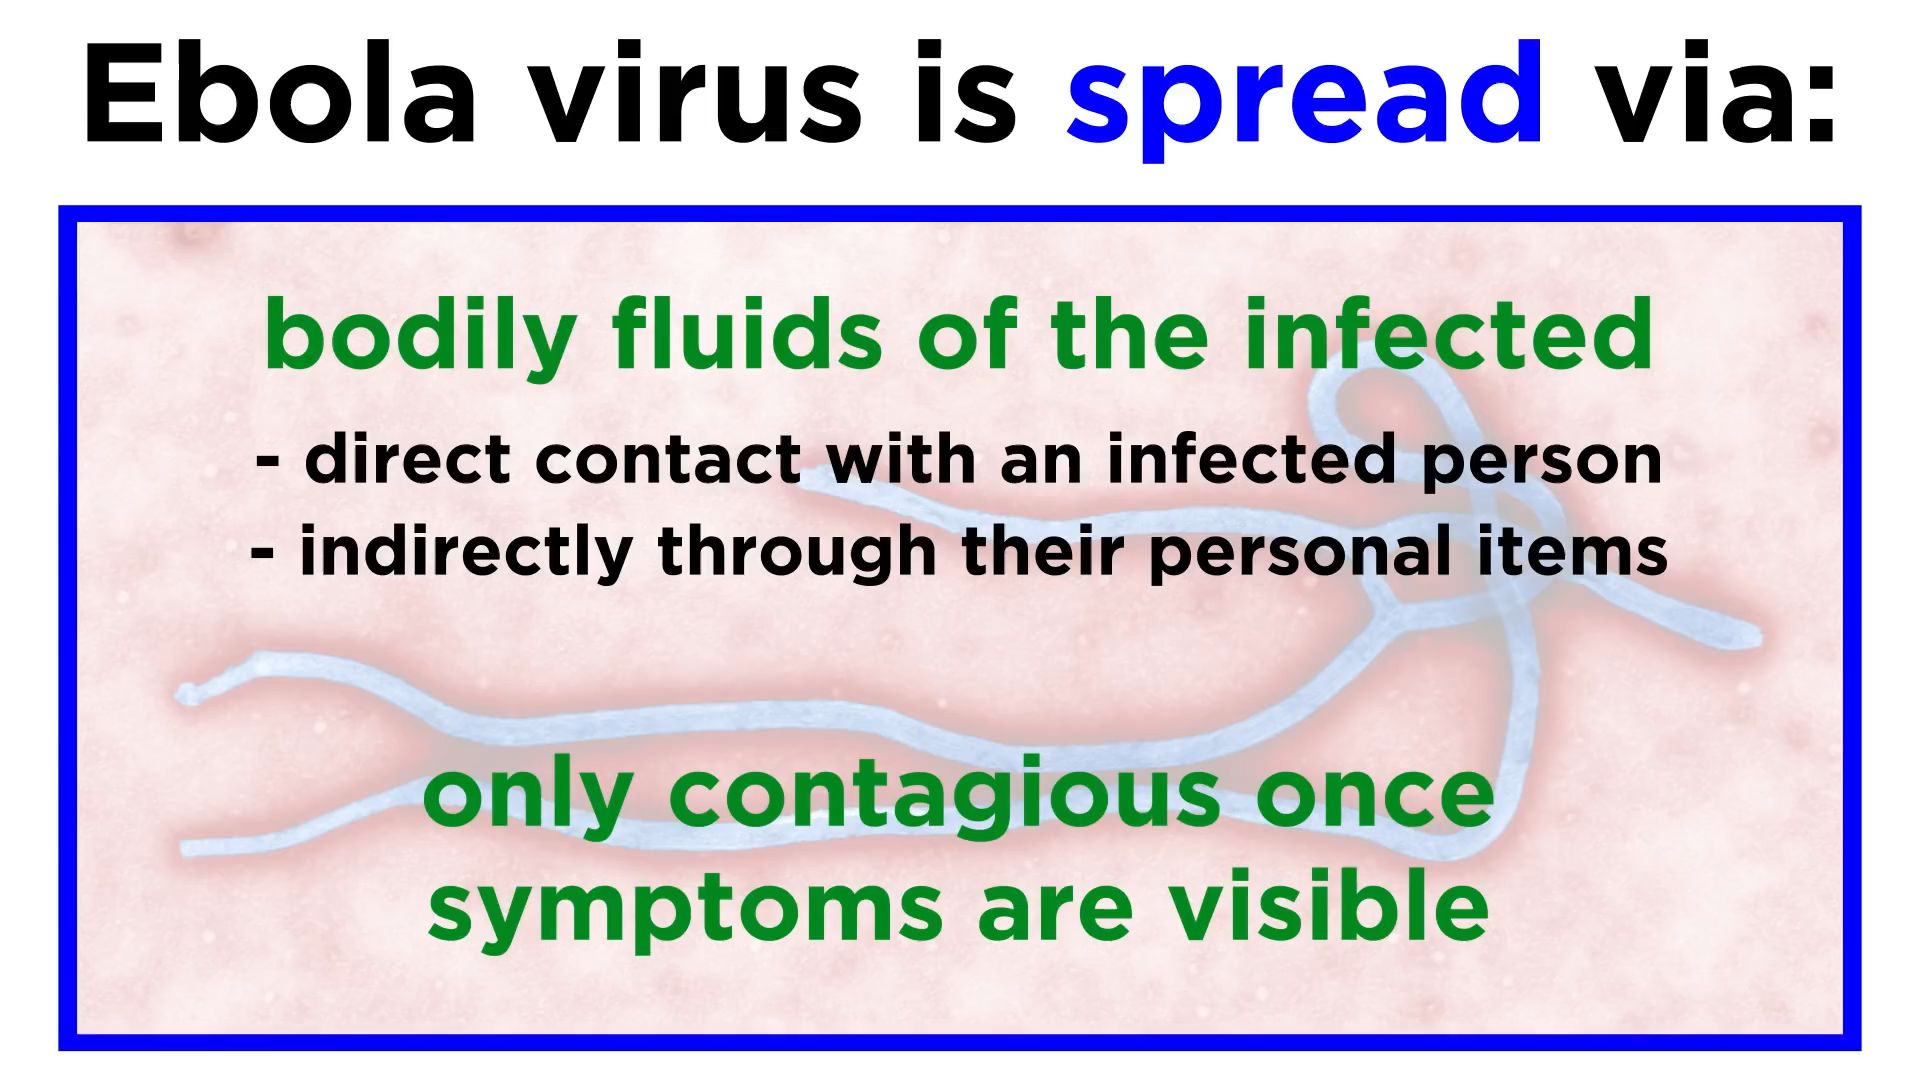 Ebola virus is spread via:
bodily fluids of the infected
- direct contact with an infected person
- indirectly through their personal items
only contagious once
symptoms are visible